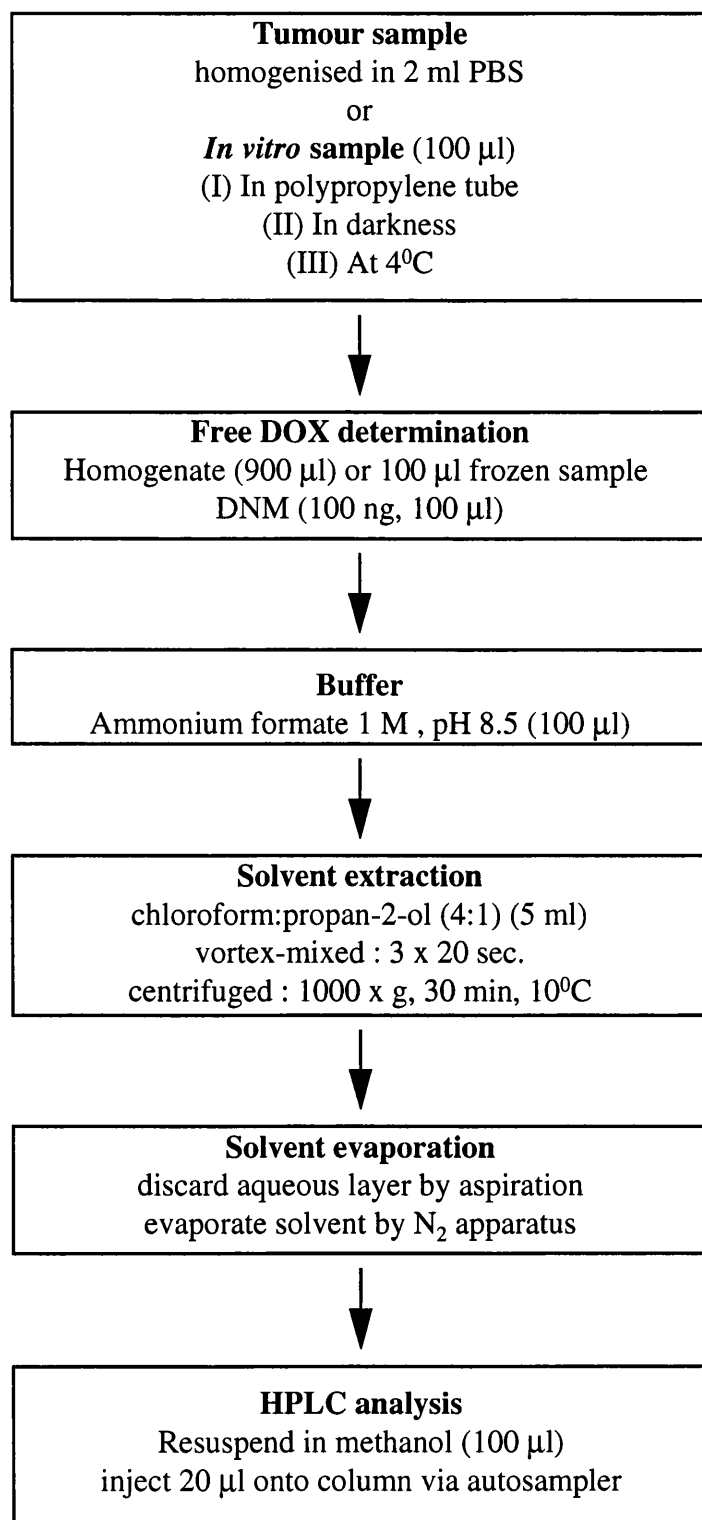 Tumour sample
homogenised in 2 ml PBS
or
In vitro sample (100 μl)
(I) In polypropylene tube
(II) In darkness
(III) At 4⁰C
Free DOX determination
Homogenate (900 μl) or 100 μl frozen sample
DNM (100 ng, 100 μl)
Buffer
Ammonium formate 1 M , pH 8.5 (100 μl)
Solvent extraction
chloroform:propan-2-ol (4:1) (5 ml)
vortex-mixed : 3 x 20 sec.
centrifuged : 1000 x g, 30 min, 10⁰C
Solvent evaporation
discard aqueous layer by aspiration
evaporate solvent by N₂ apparatus
HPLC analysis
Resuspend in methanol (100 μl)
inject 20 μl onto column via autosampler